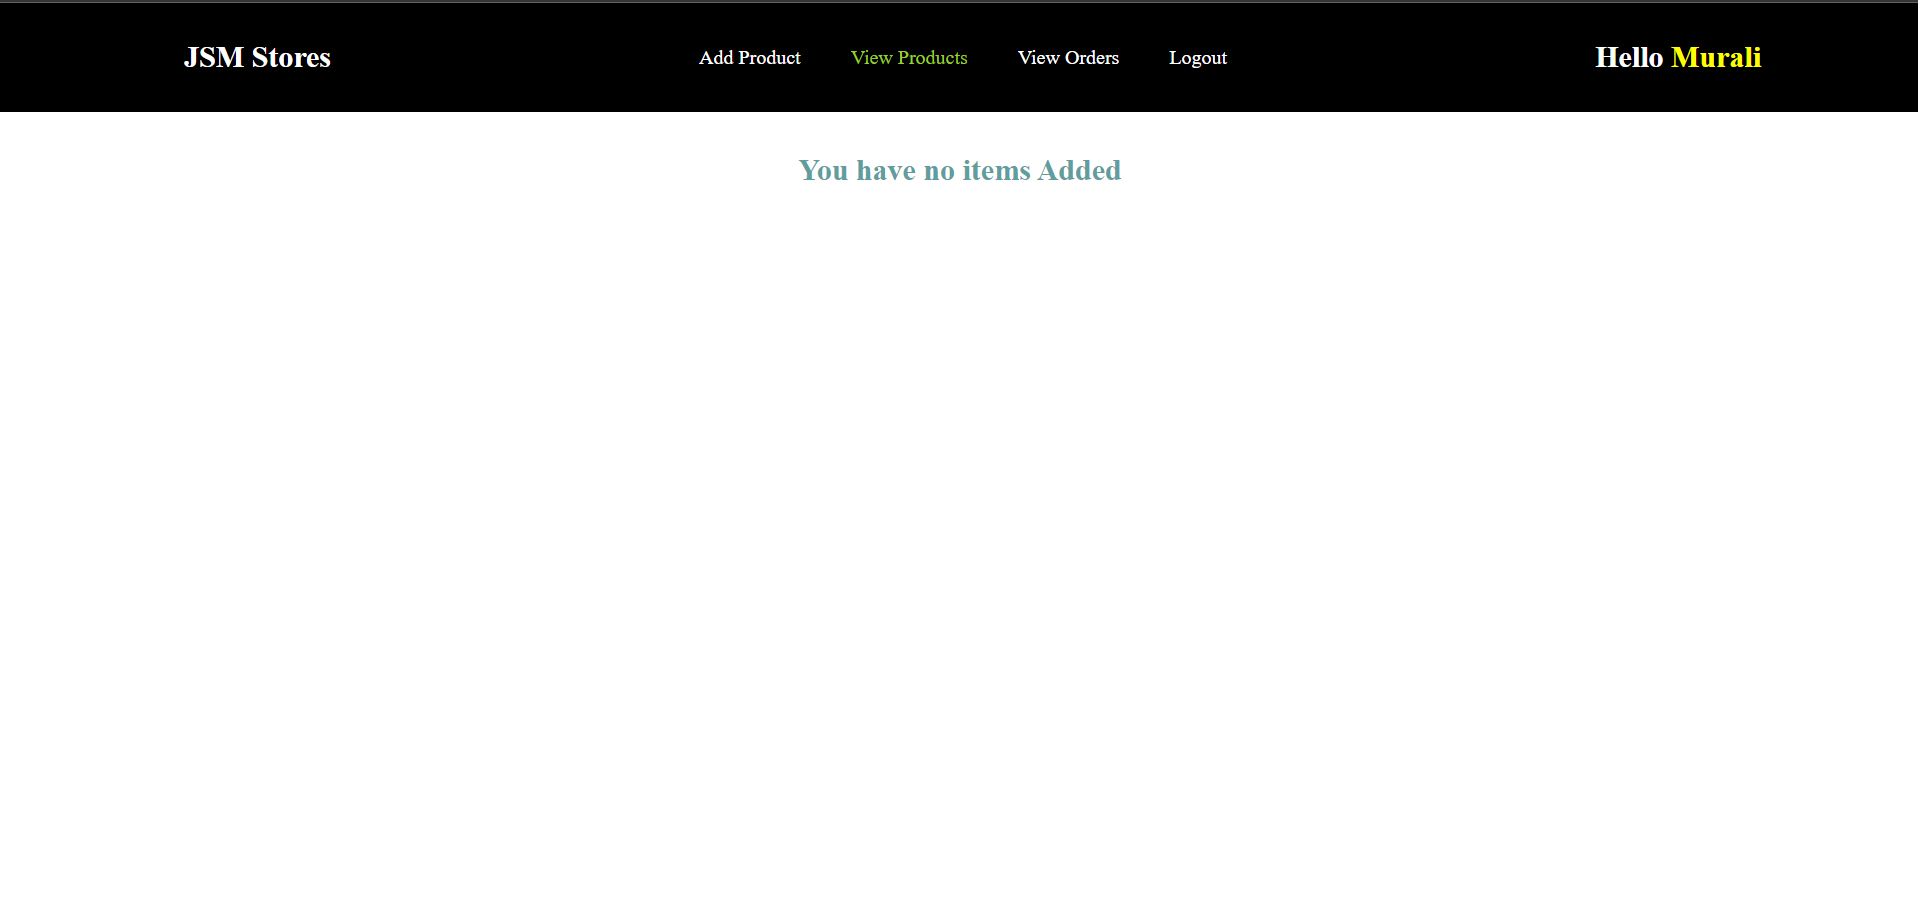 JSM Stores
Add Product View Products View Orders Logout
Hello Murali
You have no items Added